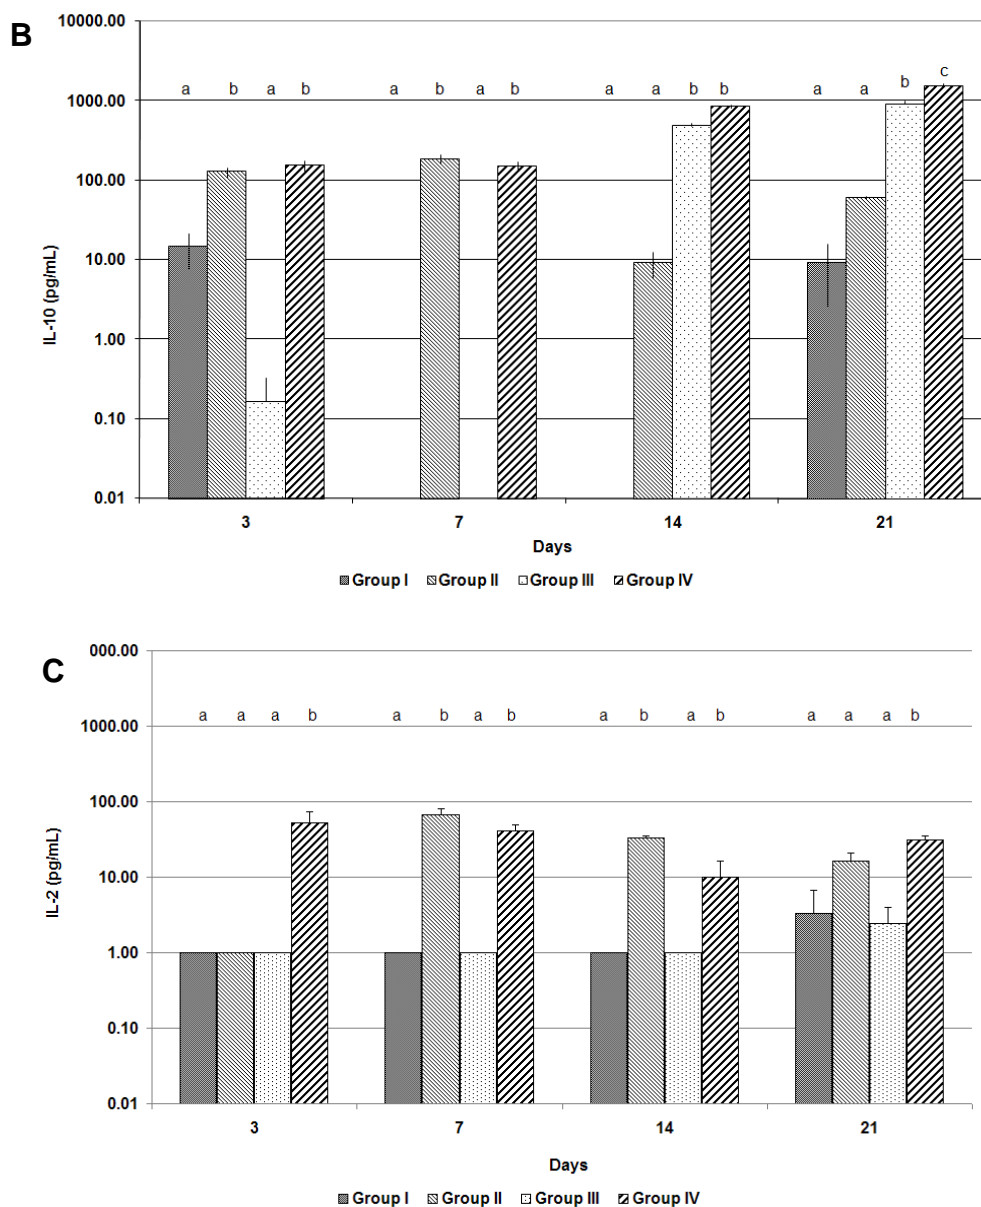 B
10000.00
1000.00
100.00
10.00
1.00
0.10
0.01
IL-10 (pg/mL)
a b a b a b a b a a b b a a b c
3 7 14 21
Days
Group I Group II Group III Group IV
C
000.00
1000.00
100.00
10.00
1.00
0.10
0.01
IL-2 (pg/mL)
a a a b a b a b a b a b a a a b
3 7 14 21
Days
Group I Group II Group III Group IV